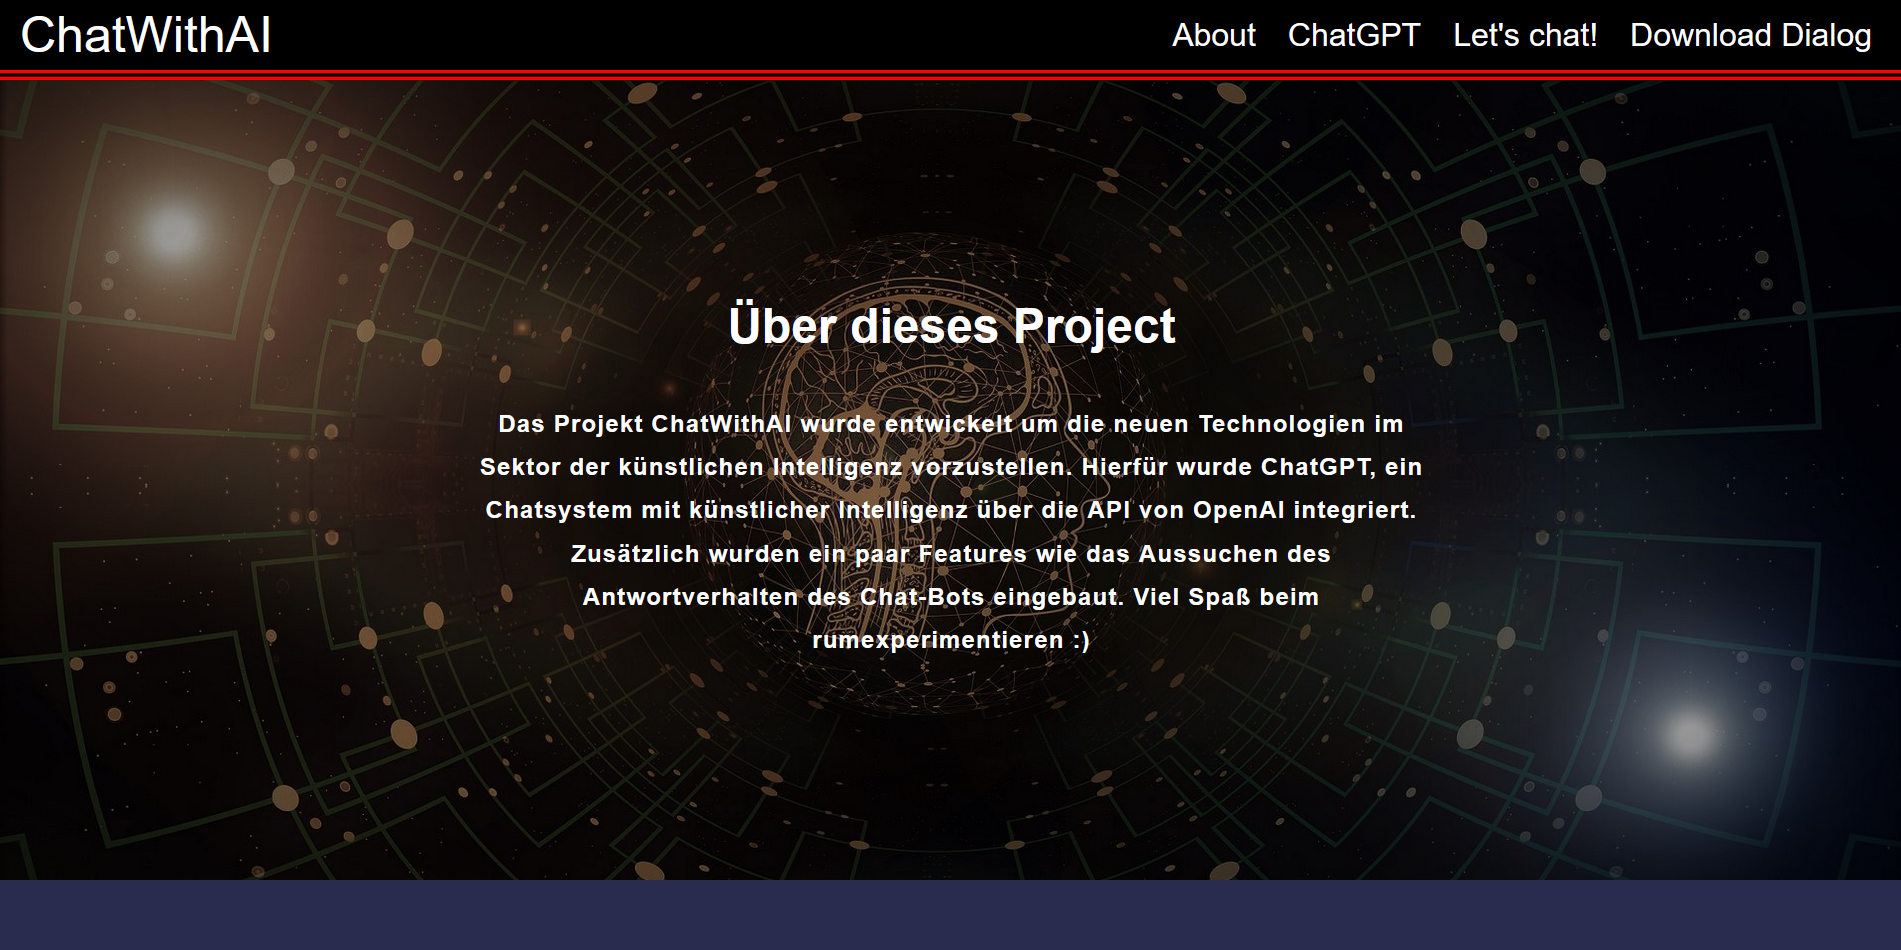 ChatWithAI
About ChatGPT Let's chat! Download Dialog
Über dieses Project
Das Projekt ChatWithAI wurde entwickelt um die neuen Technologien im
Sektor der künstlichen Intelligenz vorzustellen. Hierfür wurde ChatGPT, ein
Chatsystem mit künstlicher Intelligenz über die API von OpenAI integriert.
Zusätzlich wurden ein paar Features wie das Aussuchen des
Antwortverhalten des Chat-Bots eingebaut. Viel Spaß beim
rumexperimentieren :)